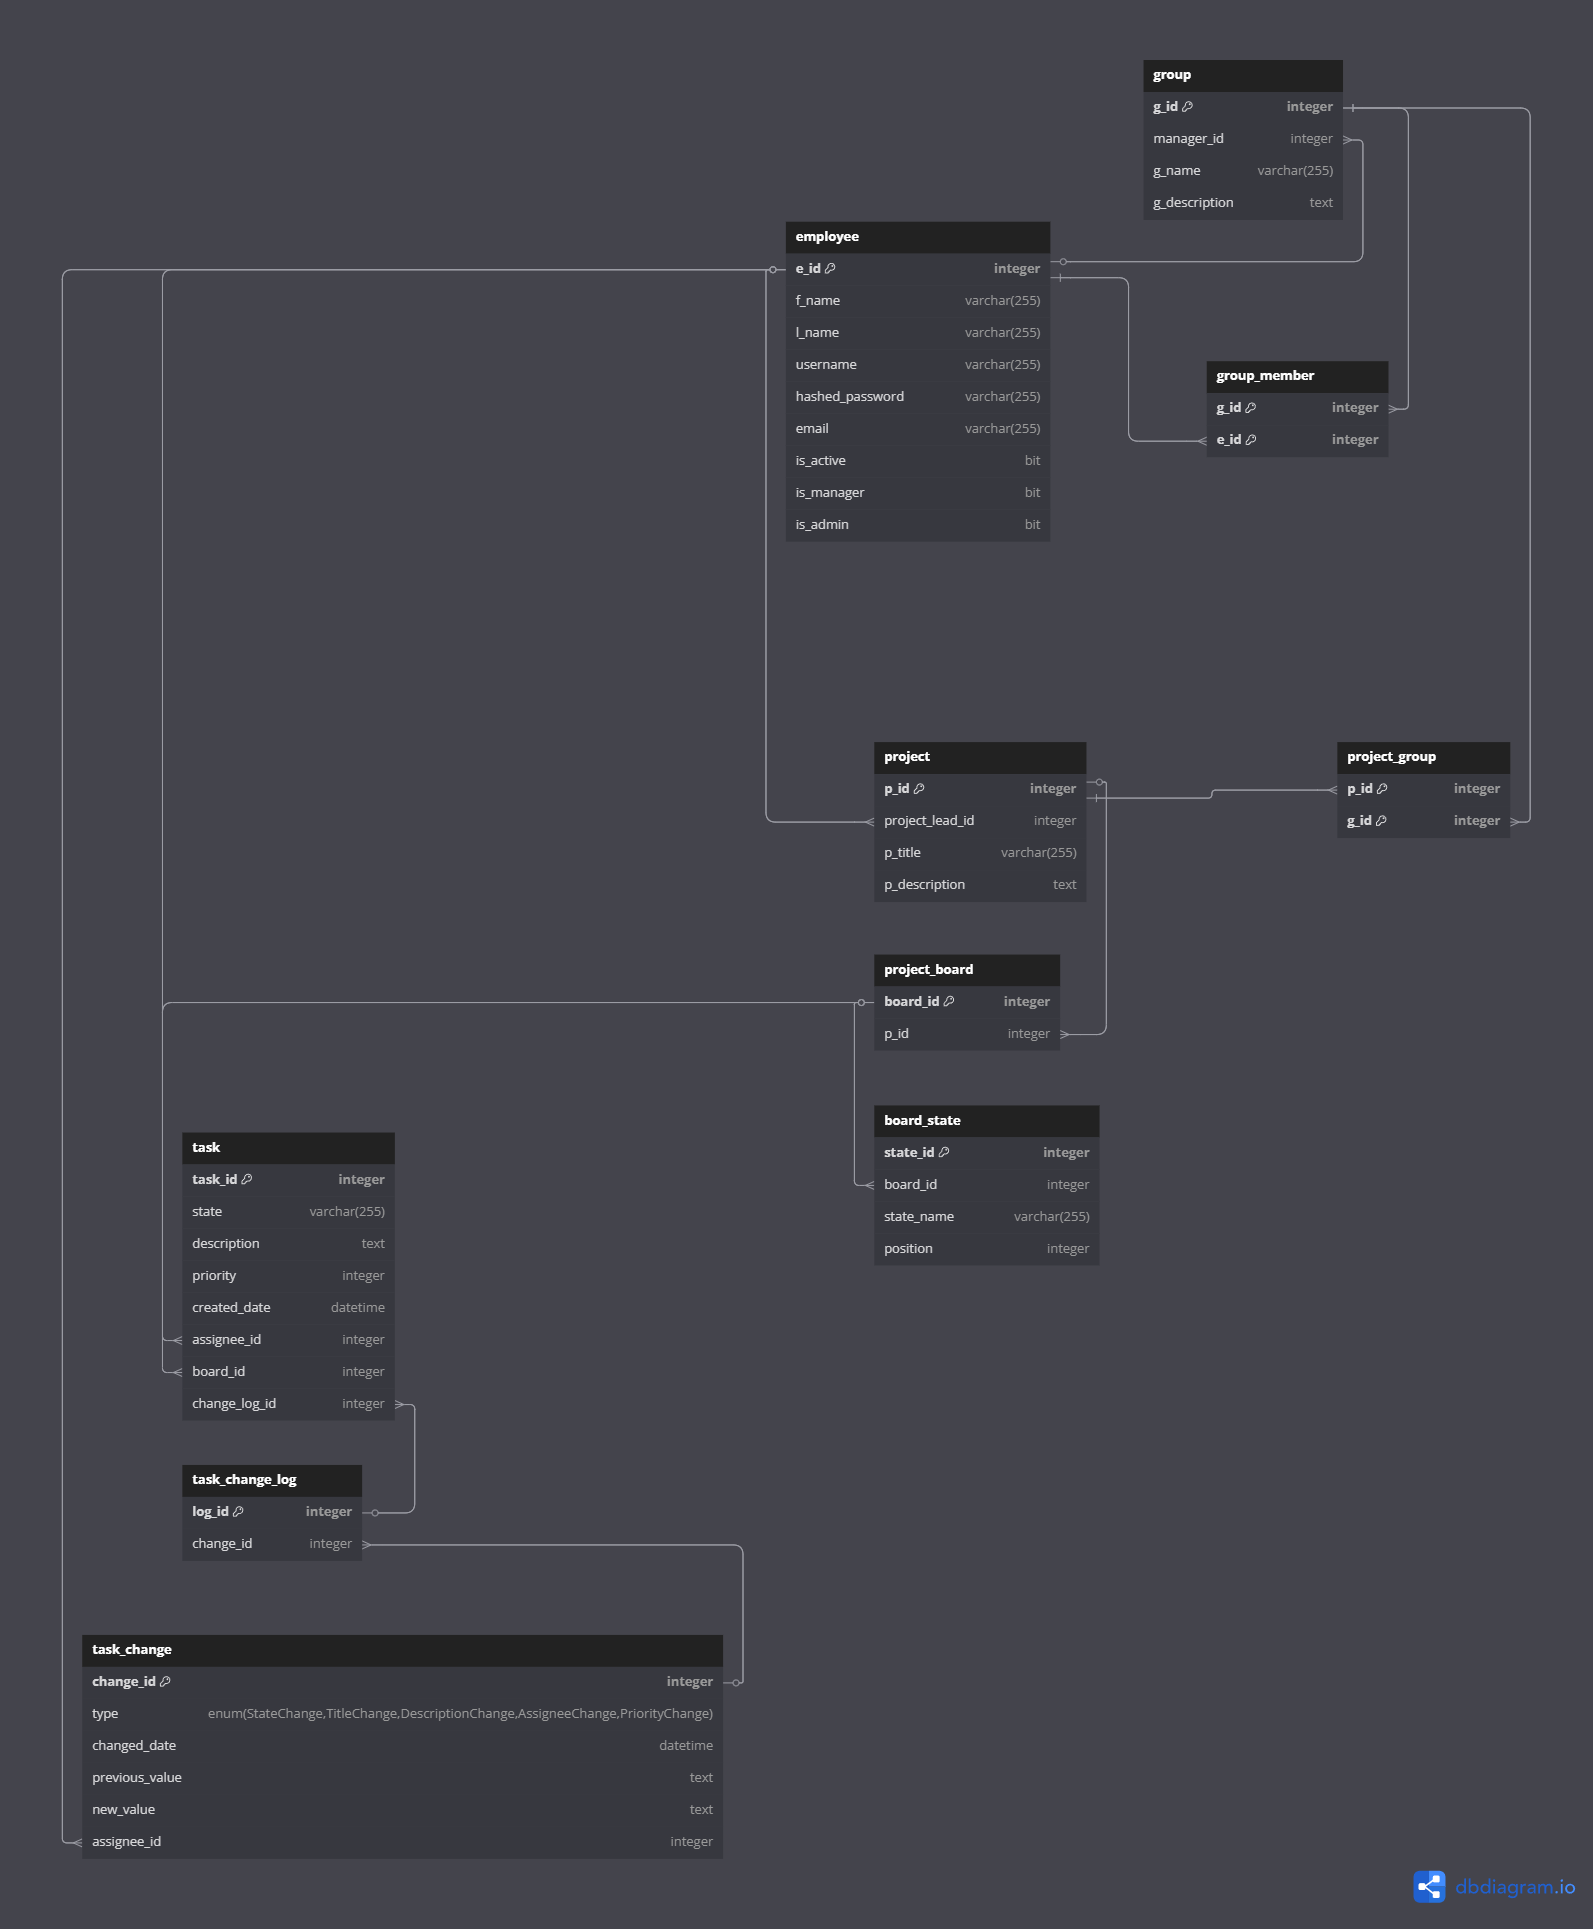 group
g_id integer
manager_id integer
g_name varchar(255)
g_description text
employee
e_id integer
f_name varchar(255)
l_name varchar(255)
username varchar(255)
hashed_password varchar(255)
email varchar(255)
is_active bit
is_manager bit
is_admin bit
group_member
g_id integer
e_id integer
project
p_id integer
project_lead_id integer
p_title varchar(255)
p_description text
project_group
p_id integer
g_id integer
project_board
board_id integer
p_id integer
board_state
state_id integer
board_id integer
state_name varchar(255)
position integer
task
task_id integer
state varchar(255)
description text
priority integer
created_date datetime
assignee_id integer
board_id integer
change_log_id integer
task_change_log
log_id integer
change_id integer
task_change
change_id integer
type enum(StateChange,TitleChange,DescriptionChange,AssigneeChange,PriorityChange)
changed_date datetime
previous_value text
new_value text
assignee_id integer
dbdiagram.io